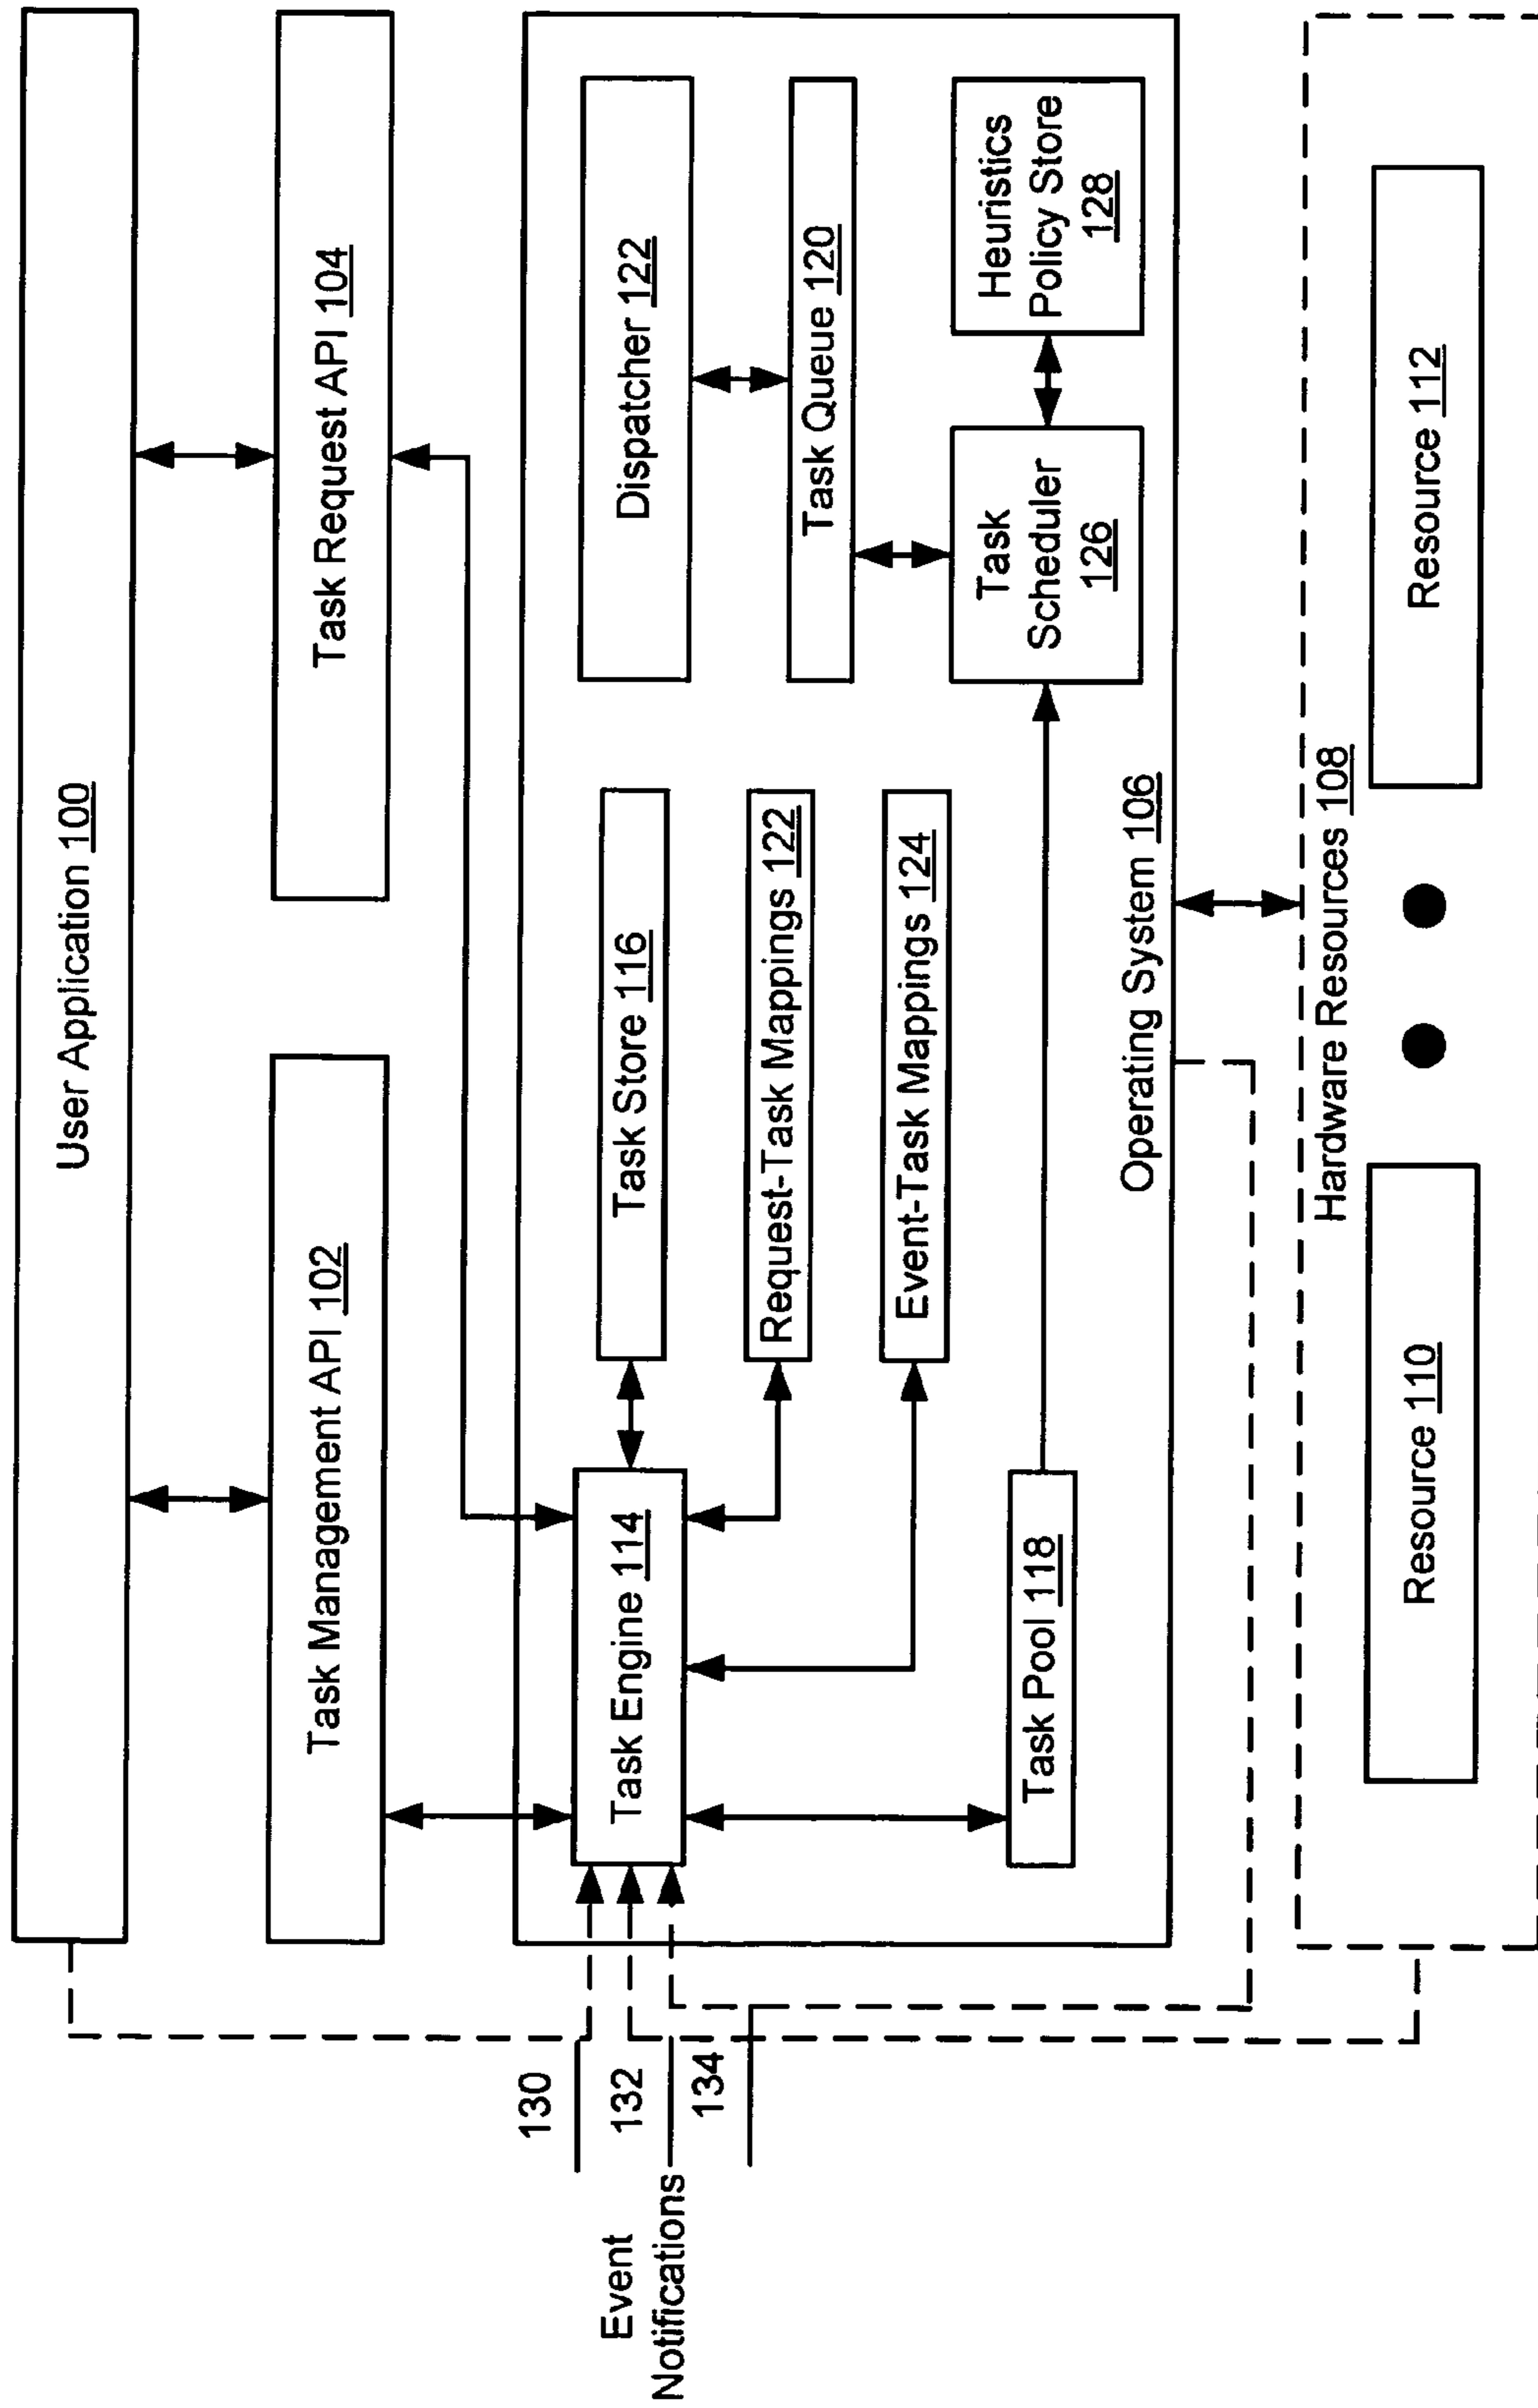 User Application 100
Task Management API 102
Task Request API 104
Event
Notifications
130
132
134
Task Engine 114
Task Store 116
Request-Task Mappings 122
Event-Task Mappings 124
Task Pool 118
Dispatcher 122
Task Queue 120
Task
Scheduler
126
Heuristics
Policy Store
128
Operating System 106
Hardware Resources 108
Resource 110
Resource 112